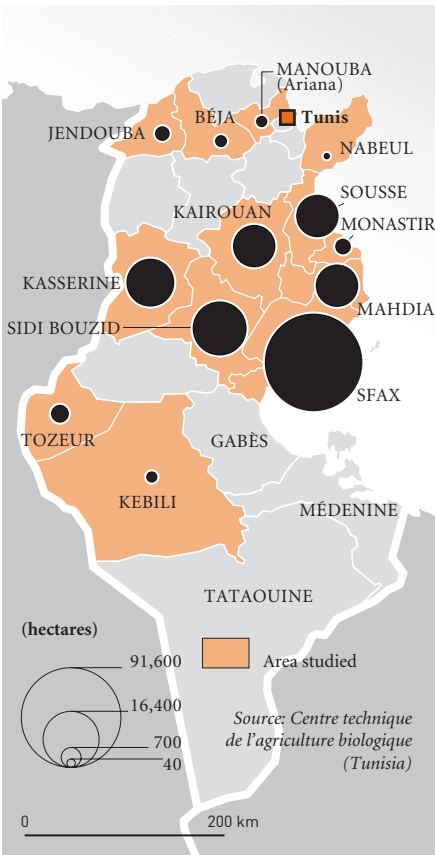 MANOUBA
(Ariana)
BÉJA
Tunis
JENDOUBA
NABEUL
SOUSSE
KAIROUAN
MONASTIR
KASSERINE
MAHDIA
SIDI BOUZID
SFAX
TOZEUR
GABÈS
KEBILI
MÉDENINE
TATAOUINE
(hectares)
91,600
16,400
700
40
Area studied
Source: Centre technique
de l'agriculture biologique
(Tunisia)
0
200 km